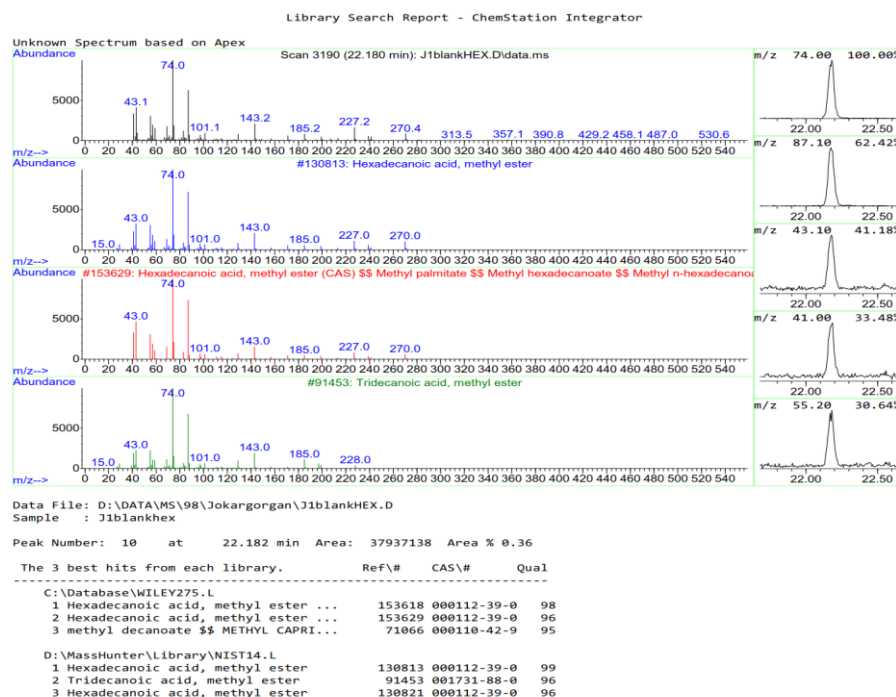 Library Search Report - ChemStation Integrator
Unknown Spectrum based on Apex
Abundance
Scan 3190 (22.180 min): J1blankHEX.D\data.ms
74.0
5000
43.1
101.1
143.2
185.2
227.2
270.4
313.5
357.1
390.8
429.2
458.1
487.0
530.6
0
m/z-->
0 20 40 60 80 100 120 140 160 180 200 220 240 260 280 300 320 340 360 380 400 420 440 460 480 500 520 540
Abundance
#130813: Hexadecanoic acid, methyl ester
74.0
5000
43.0
15.0
101.0
143.0
185.0
227.0
270.0
0
m/z-->
0 20 40 60 80 100 120 140 160 180 200 220 240 260 280 300 320 340 360 380 400 420 440 460 480 500 520 540
Abundance
#153629: Hexadecanoic acid, methyl ester (CAS) $$ Methyl palmitate $$ Methyl hexadecanoate $$ Methyl n-hexadecanoa
74.0
5000
43.0
101.0
143.0
185.0
227.0
270.0
0
m/z-->
0 20 40 60 80 100 120 140 160 180 200 220 240 260 280 300 320 340 360 380 400 420 440 460 480 500 520 540
Abundance
#91453: Tridecanoic acid, methyl ester
74.0
5000
43.0
15.0
101.0
143.0
185.0
228.0
0
m/z-->
0 20 40 60 80 100 120 140 160 180 200 220 240 260 280 300 320 340 360 380 400 420 440 460 480 500 520 540
m/z 74.00 100.00%
22.00 22.50
m/z 87.10 62.42%
22.00 22.50
m/z 43.10 41.18%
22.00 22.50
m/z 41.00 33.48%
22.00 22.50
m/z 55.20 30.64%
22.00 22.50
Data File: D:\DATA\MS\98\Jokargorgan\J1blankHEX.D
Sample : J1blankhex
Peak Number: 10 at 22.182 min Area: 37937138 Area % 0.36
The 3 best hits from each library. Ref\# CAS\# Qual
---------------------------------------------------------------------
C:\Database\WILEY275.L
1 Hexadecanoic acid, methyl ester ... 153618 000112-39-0 98
2 Hexadecanoic acid, methyl ester ... 153629 000112-39-0 96
3 methyl decanoate $$ METHYL CAPRI... 71066 000110-42-9 95
D:\MassHunter\Library\NIST14.L
1 Hexadecanoic acid, methyl ester 130813 000112-39-0 99
2 Tridecanoic acid, methyl ester 91453 001731-88-0 96
3 Hexadecanoic acid, methyl ester 130821 000112-39-0 96